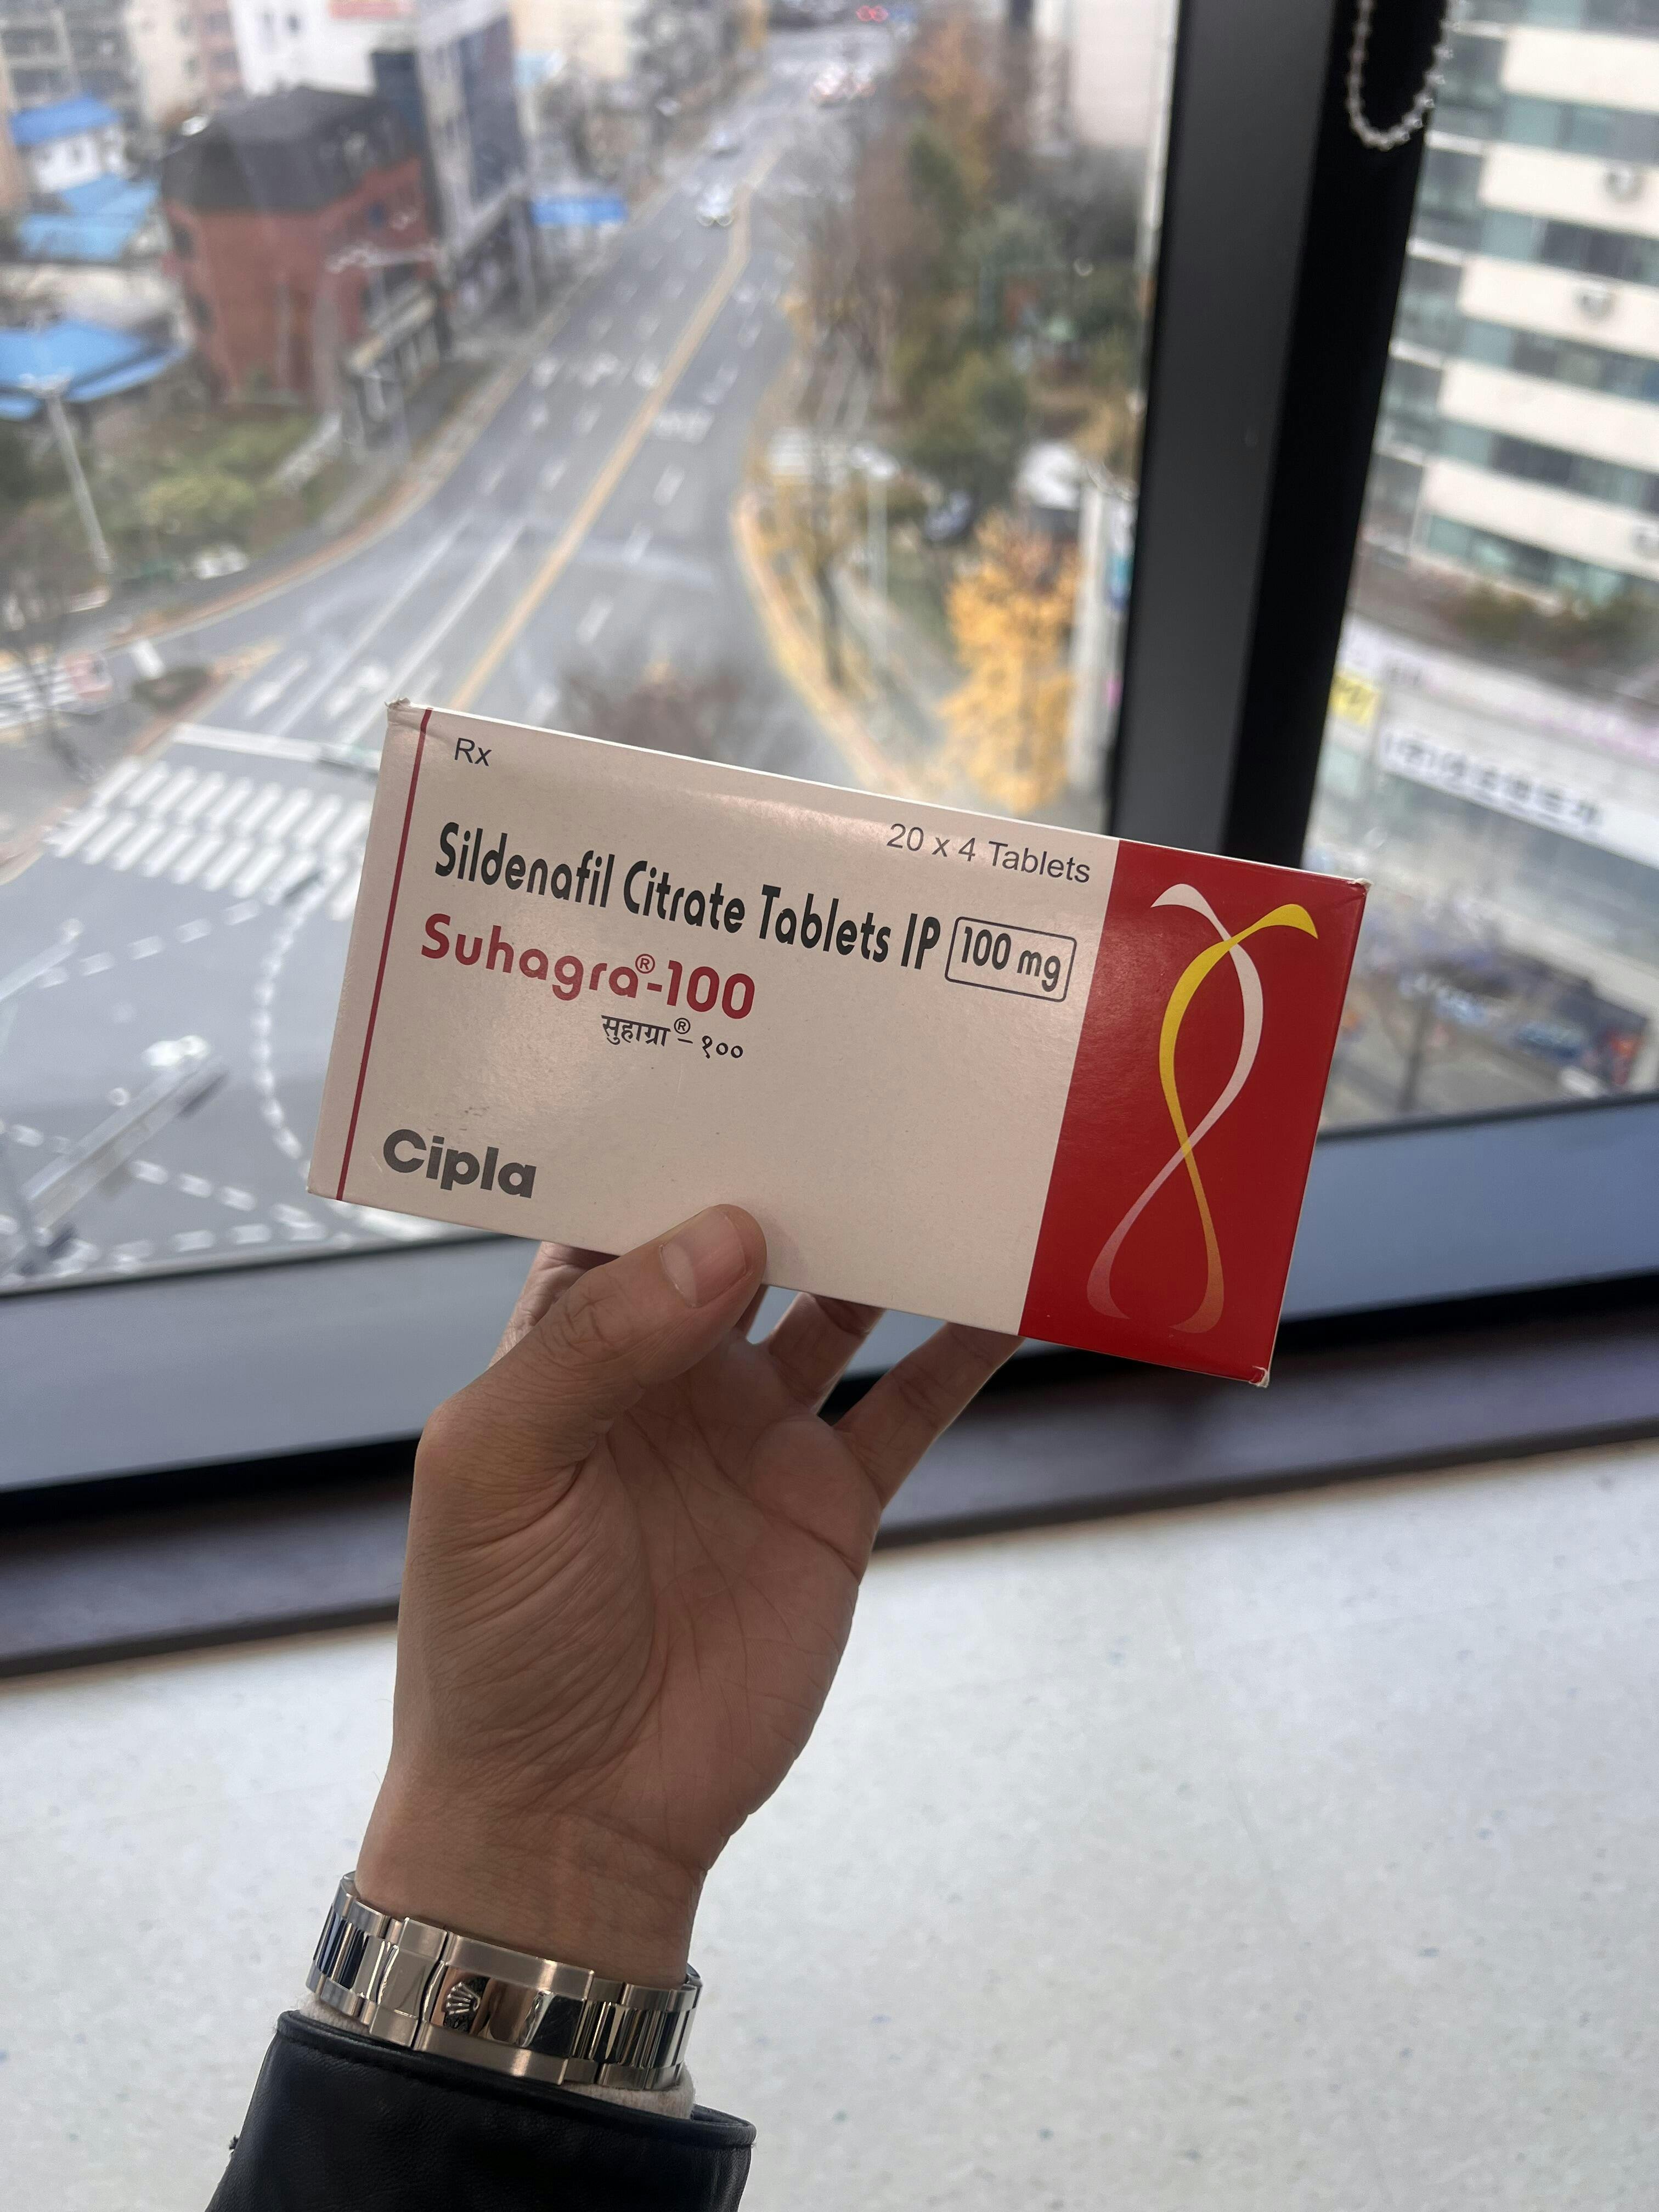 Rx
20 x 4 Tablets
Sildenafil Citrate Tablets IP 100 mg
Suhagra®-100
सुहाग्रा®-१००
Cipla